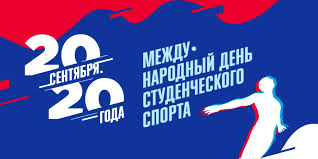 20
СЕНТЯБРЯ.
20
ГОДА
МЕЖДУ•
НАРОДНЫЙ ДЕНЬ
СТУДЕНЧЕСКОГО
СПОРТА